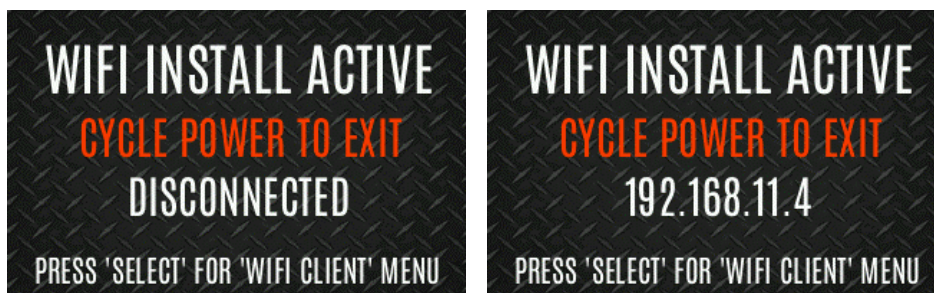 WIFI INSTALL ACTIVE
CYCLE POWER TO EXIT
DISCONNECTED
PRESS 'SELECT' FOR 'WIFI CLIENT' MENU
WIFI INSTALL ACTIVE
CYCLE POWER TO EXIT
192.168.11.4
PRESS 'SELECT' FOR 'WIFI CLIENT' MENU